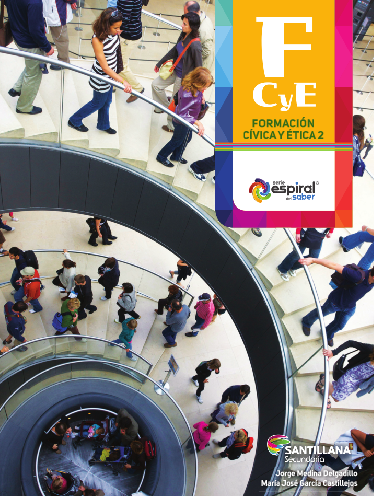 F
CyE
FORMACIÓN
CÍVICA Y ÉTICA 2
serie
espiral
del saber
SANTILLANA
Secundaria
Jorge Medina Delgadillo
María José García Castillejos